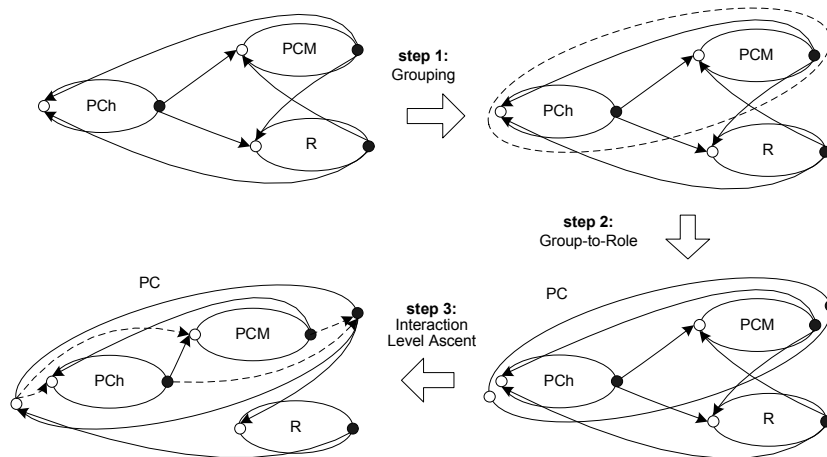 PCM
PCh
R
step 1:
Grouping
PCM
PCh
R
step 2:
Group-to-Role
PC
PCM
PCh
R
step 3:
Interaction
Level Ascent
PC
PCM
PCh
R